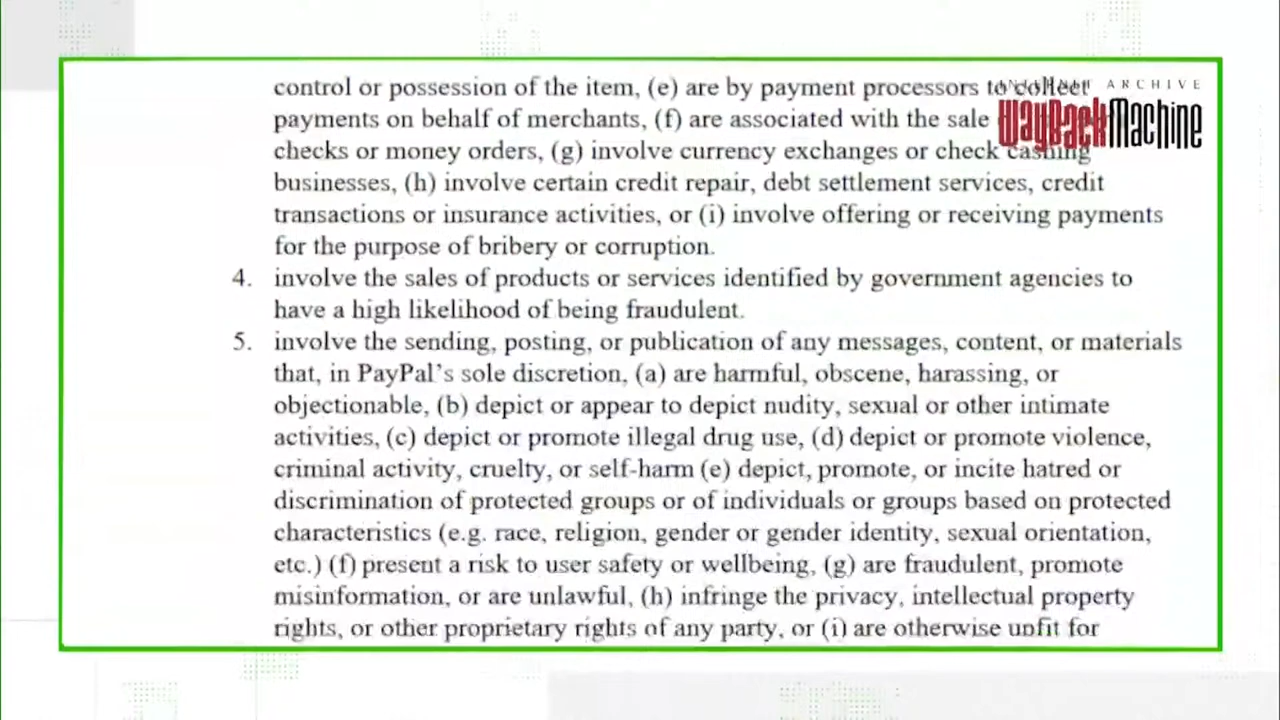 INTERNET ARCHIVE
WayBackMachine
control or possession of the item, (e) are by payment processors to collect
payments on behalf of merchants, (f) are associated with the sale
checks or money orders, (g) involve currency exchanges or check cashing
businesses, (h) involve certain credit repair, debt settlement services, credit
transactions or insurance activities, or (i) involve offering or receiving payments
for the purpose of bribery or corruption.
4. involve the sales of products or services identified by government agencies to
have a high likelihood of being fraudulent.
5. involve the sending, posting, or publication of any messages, content, or materials
that, in PayPal’s sole discretion, (a) are harmful, obscene, harassing, or
objectionable, (b) depict or appear to depict nudity, sexual or other intimate
activities, (c) depict or promote illegal drug use, (d) depict or promote violence,
criminal activity, cruelty, or self-harm (e) depict, promote, or incite hatred or
discrimination of protected groups or of individuals or groups based on protected
characteristics (e.g. race, religion, gender or gender identity, sexual orientation,
etc.) (f) present a risk to user safety or wellbeing, (g) are fraudulent, promote
misinformation, or are unlawful, (h) infringe the privacy, intellectual property
rights, or other proprietary rights of any party, or (i) are otherwise unfit for